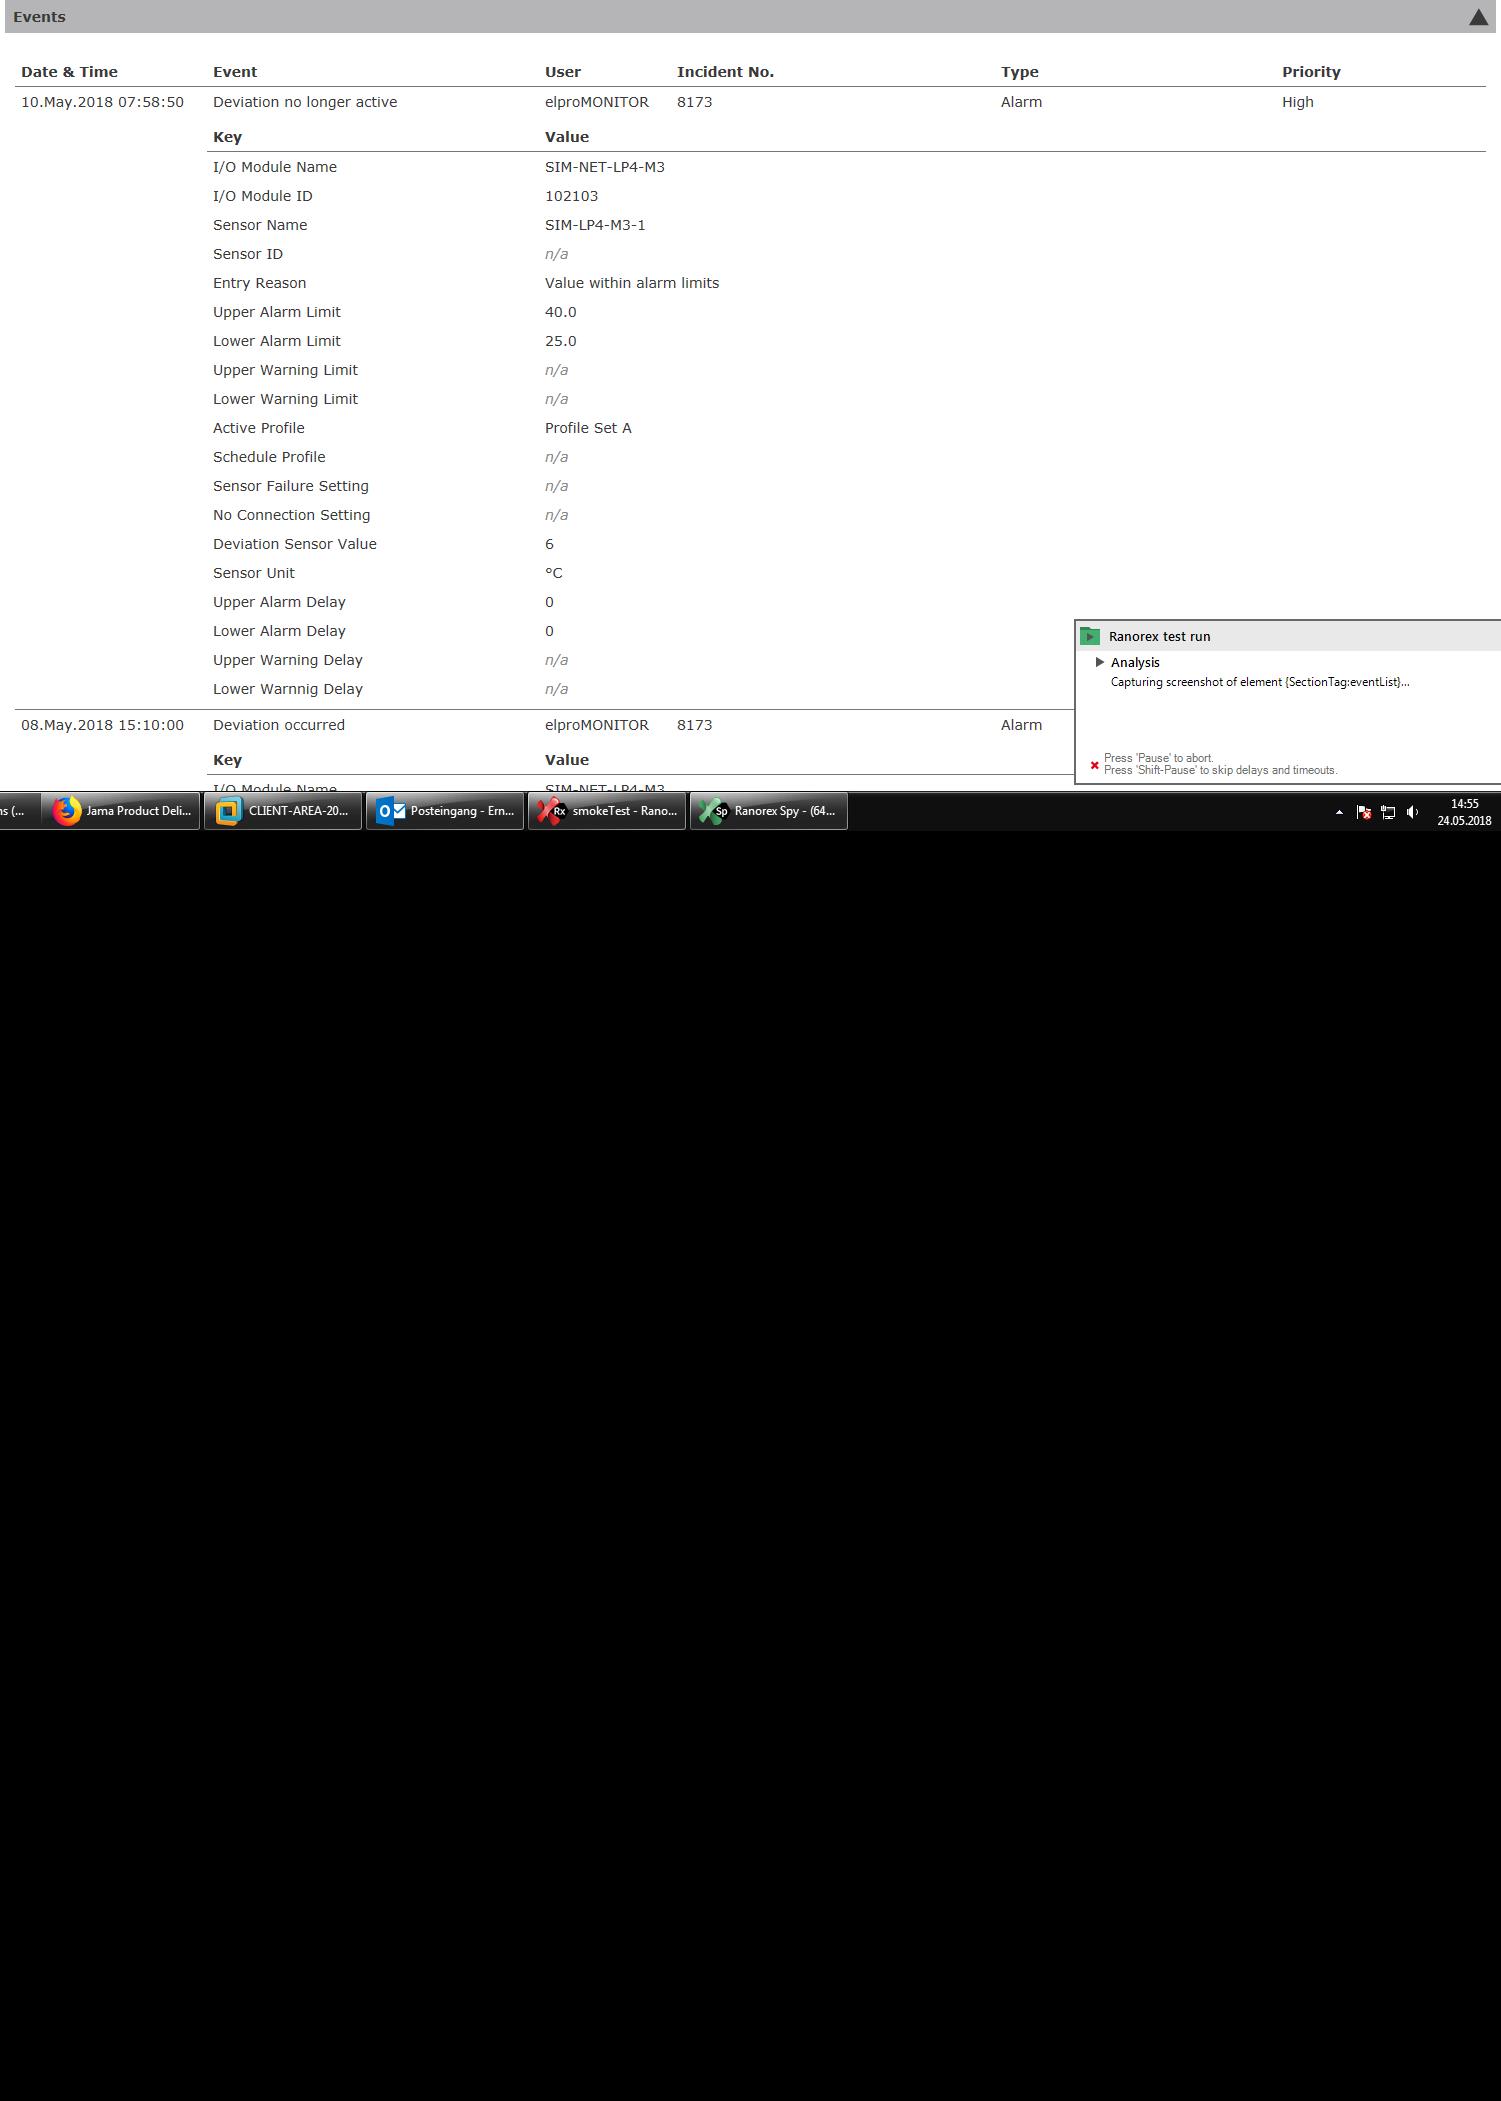 Events
Date & Time Event User Incident No. Type Priority
10.May.2018 07:58:50 Deviation no longer active elproMONITOR 8173 Alarm High
Key Value
I/O Module Name SIM-NET-LP4-M3
I/O Module ID 102103
Sensor Name SIM-LP4-M3-1
Sensor ID n/a
Entry Reason Value within alarm limits
Upper Alarm Limit 40.0
Lower Alarm Limit 25.0
Upper Warning Limit n/a
Lower Warning Limit n/a
Active Profile Profile Set A
Schedule Profile n/a
Sensor Failure Setting n/a
No Connection Setting n/a
Deviation Sensor Value 6
Sensor Unit °C
Upper Alarm Delay 0
Lower Alarm Delay 0
Upper Warning Delay n/a
Lower Warnnig Delay n/a
08.May.2018 15:10:00 Deviation occurred elproMONITOR 8173 Alarm
Key Value
I/O Module Name SIM-NET-LP4-M3
Ranorex test run
Analysis
Capturing screenshot of element {SectionTag:eventList}...
Press 'Pause' to abort.
Press 'Shift-Pause' to skip delays and timeouts.
ns (... Jama Product Deli... CLIENT-AREA-20... Posteingang - Ern... Rx smokeTest - Rano... Sp Ranorex Spy - (64...
14:55
24.05.2018